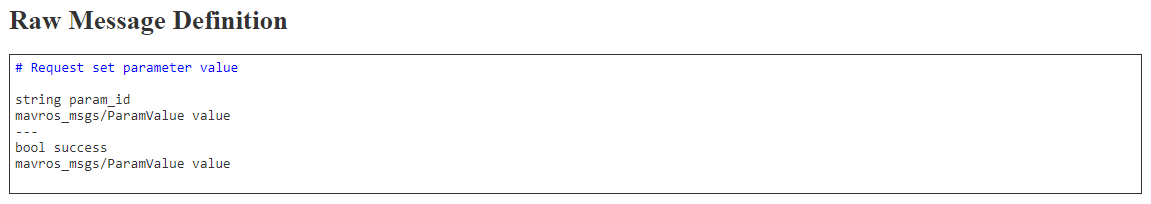 Raw Message Definition
# Request set parameter value
string param_id
mavros_msgs/ParamValue value
---
bool success
mavros_msgs/ParamValue value